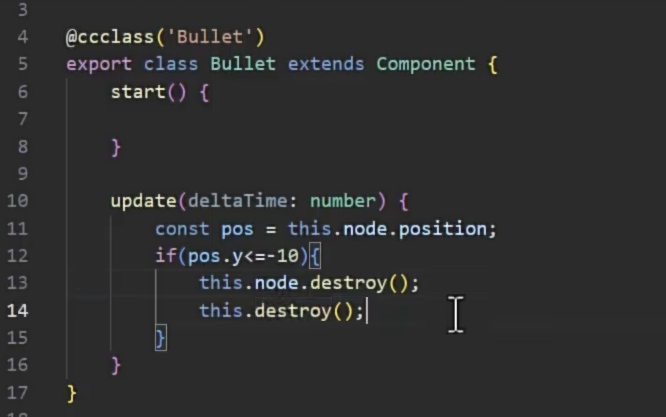 3
4 @ccclass('Bullet')
5 export class Bullet extends Component {
6 start() {
7
8 }
9
10 update(deltaTime: number) {
11 const pos = this.node.position;
12 if(pos.y<=-10){
13 this.node.destroy();
14 this.destroy();
15 }
16 }
17 }